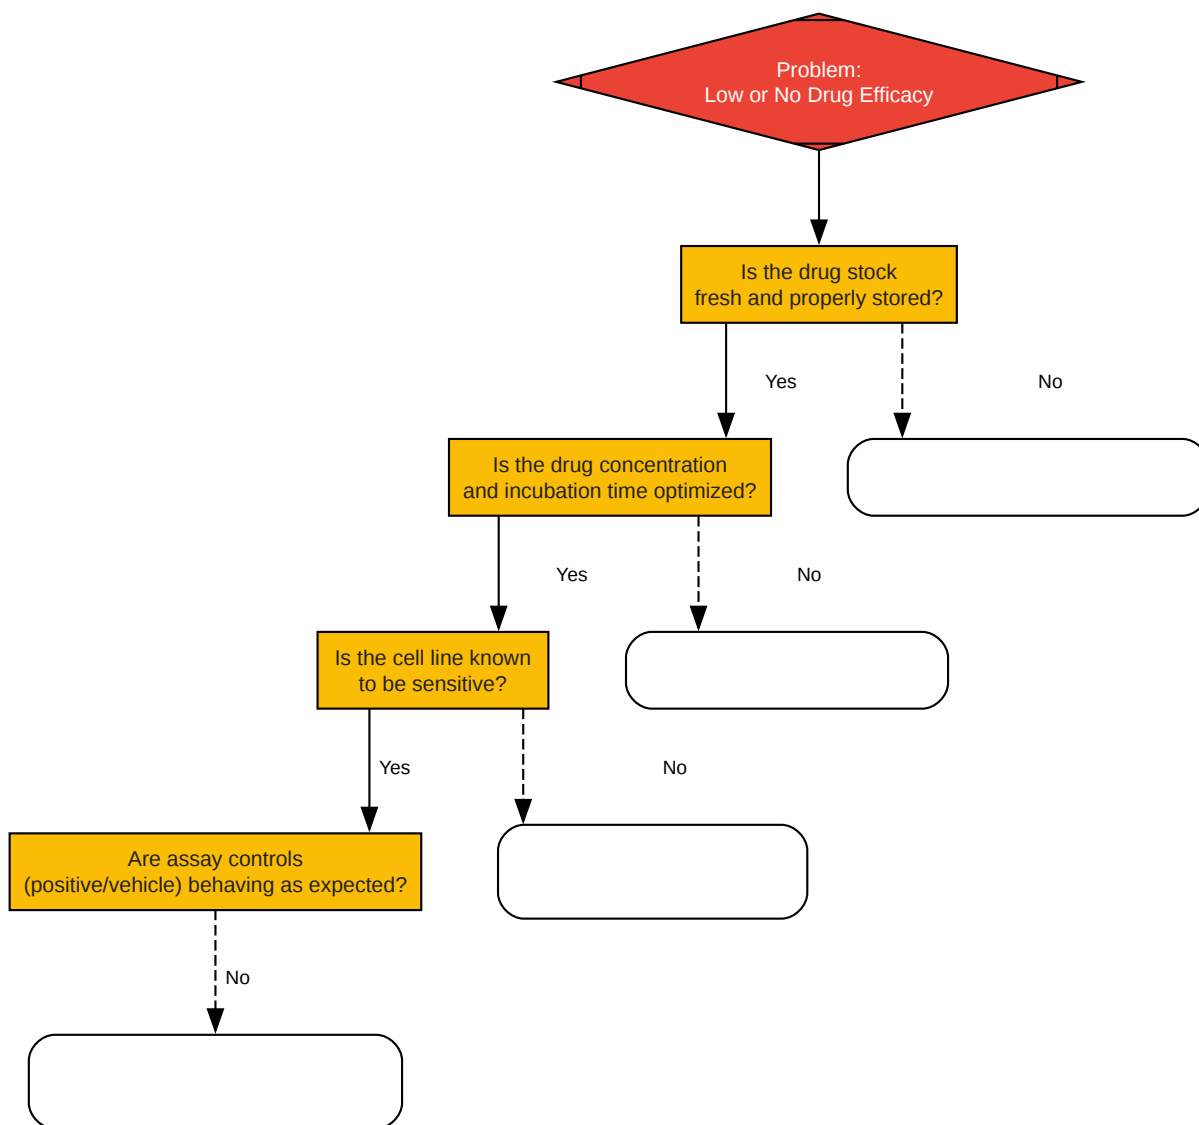 Problem:
Low or No Drug Efficacy
Is the drug stock
fresh and properly stored?
Yes
No
Is the drug concentration
and incubation time optimized?
Yes
No
Is the cell line known
to be sensitive?
Yes
No
Are assay controls
(positive/vehicle) behaving as expected?
No